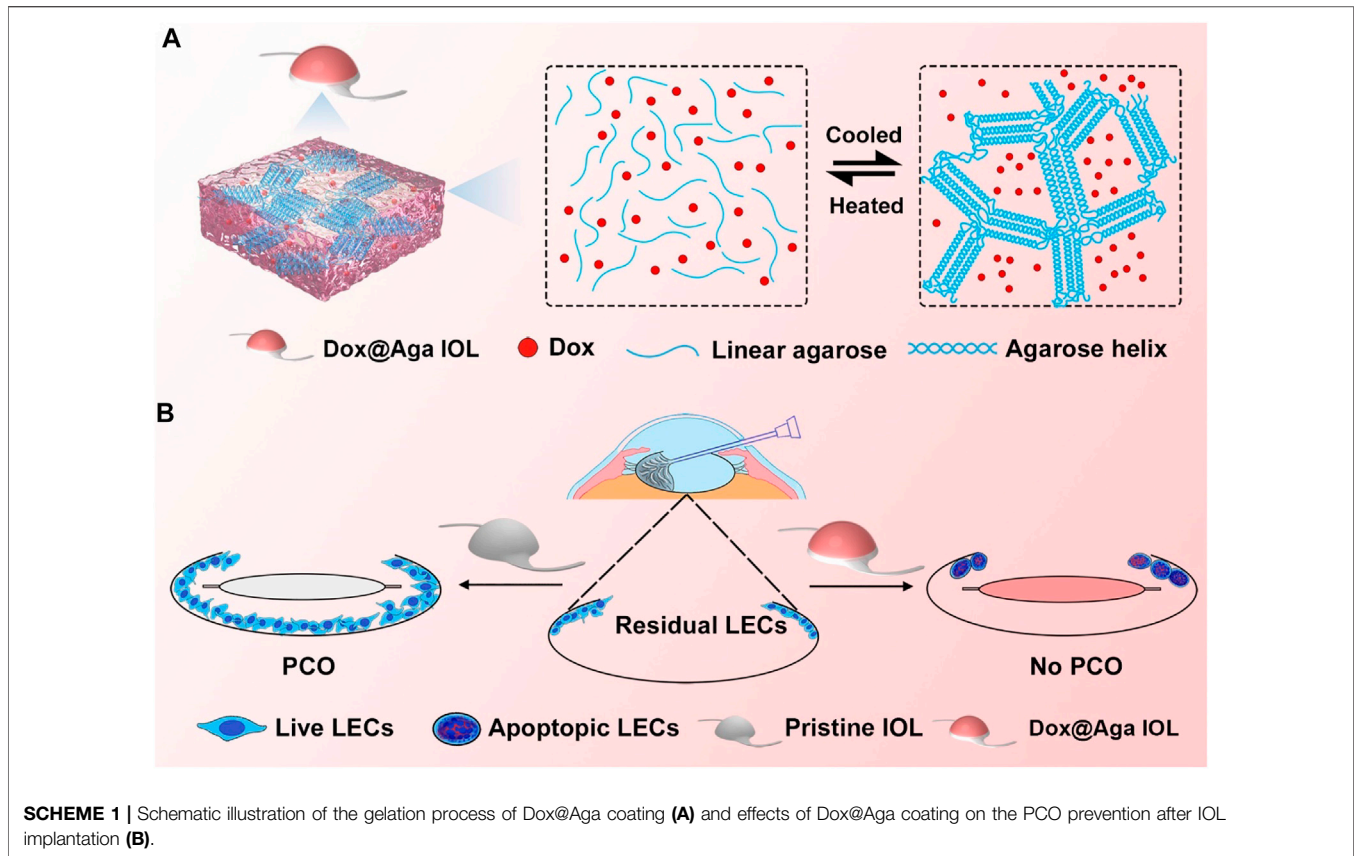 A
Cooled
Heated
Dox@Aga IOL
Dox
Linear agarose
Agarose helix
B
Residual LECs
PCO
No PCO
Live LECs
Apoptopic LECs
Pristine IOL
Dox@Aga IOL
SCHEME 1 | Schematic illustration of the gelation process of Dox@Aga coating (A) and effects of Dox@Aga coating on the PCO prevention after IOL
implantation (B).